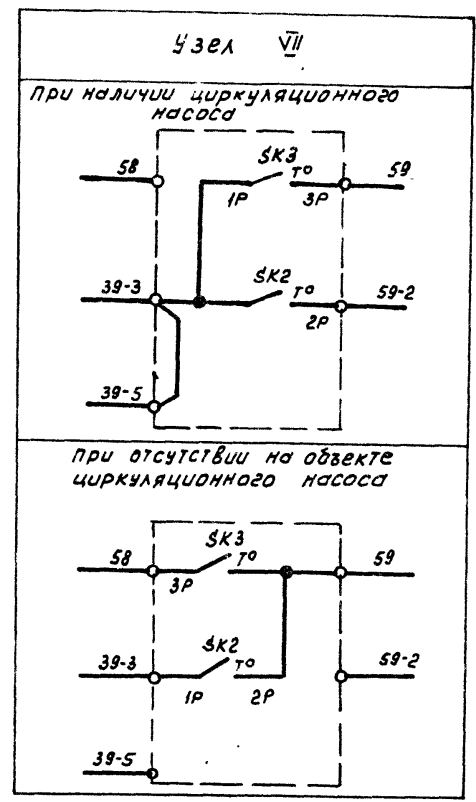 Узел VII
При наличии циркуляционного
насоса
58
SK3
T°
59
1P
3P
39-3
SK2
T°
59-2
2P
39-5
При отсутствии на объекте
циркуляционного насоса
58
SK3
T°
59
3P
39-3
SK2
T°
59-2
1P
2P
39-5